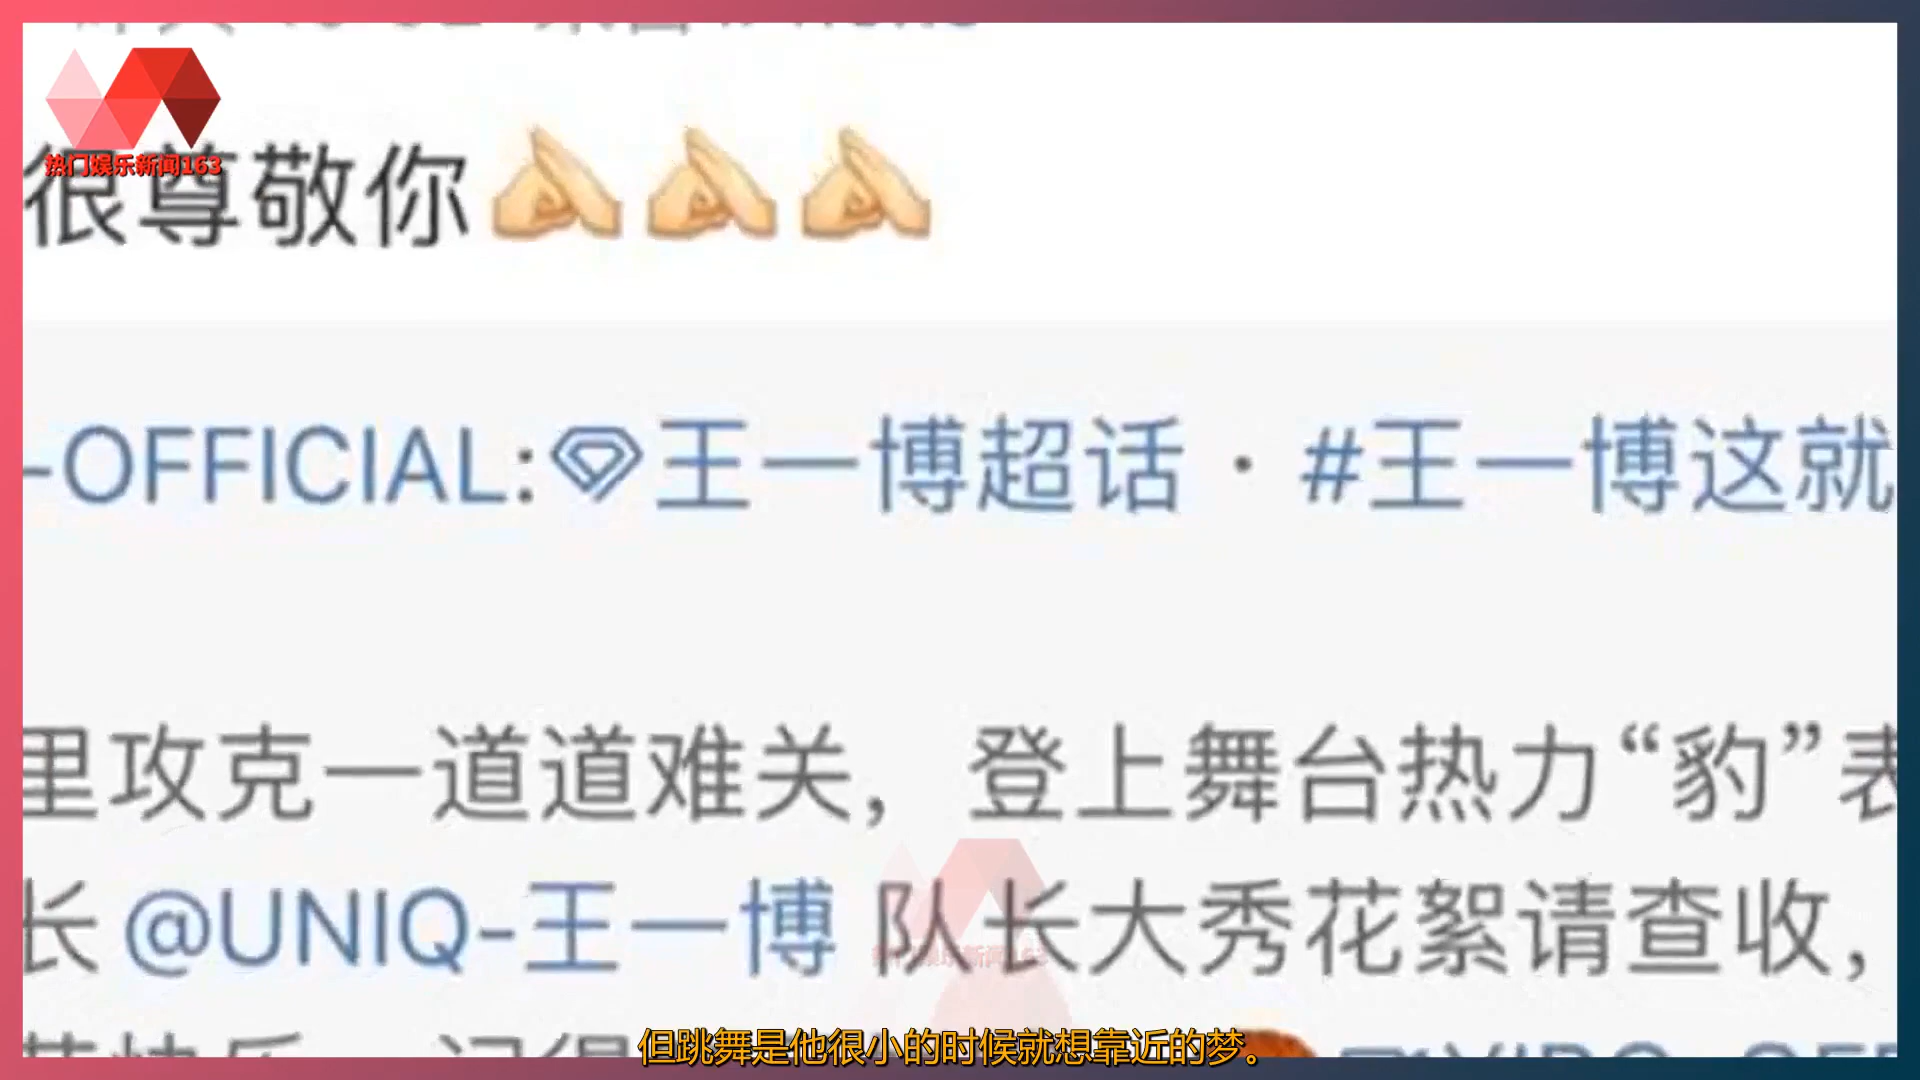 热门娱乐新闻163
很尊敬你🫰🏻🫰🏻🫰🏻
-OFFICIAL:王一博超话 · #王一博这就
里攻克一道道难关，登上舞台热力“豹”表
长 @UNIQ-王一博 队长大秀花絮请查收，
但跳舞是他很小的时候就想靠近的梦。